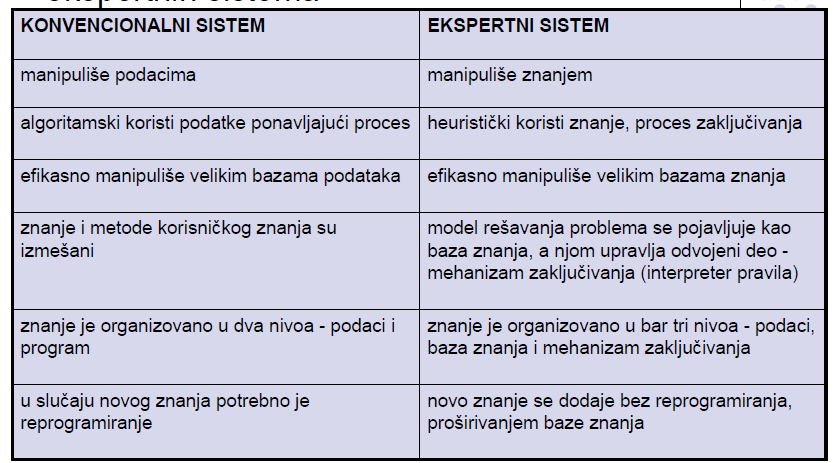 ekspertnih sistema
KONVENCIONALNI SISTEM
EKSPERTNI SISTEM
manipuliše podacima
manipuliše znanjem
algoritamski koristi podatke ponavljajući proces
heuristički koristi znanje, proces zaključivanja
efikasno manipuliše velikim bazama podataka
efikasno manipuliše velikim bazama znanja
znanje i metode korisničkog znanja su
izmešani
model rešavanja problema se pojavljuje kao
baza znanja, a njom upravlja odvojeni deo -
mehanizam zaključivanja (interpreter pravila)
znanje je organizovano u dva nivoa - podaci i
program
znanje je organizovano u bar tri nivoa - podaci,
baza znanja i mehanizam zaključivanja
u slučaju novog znanja potrebno je
reprogramiranje
novo znanje se dodaje bez reprogramiranja,
proširivanjem baze znanja